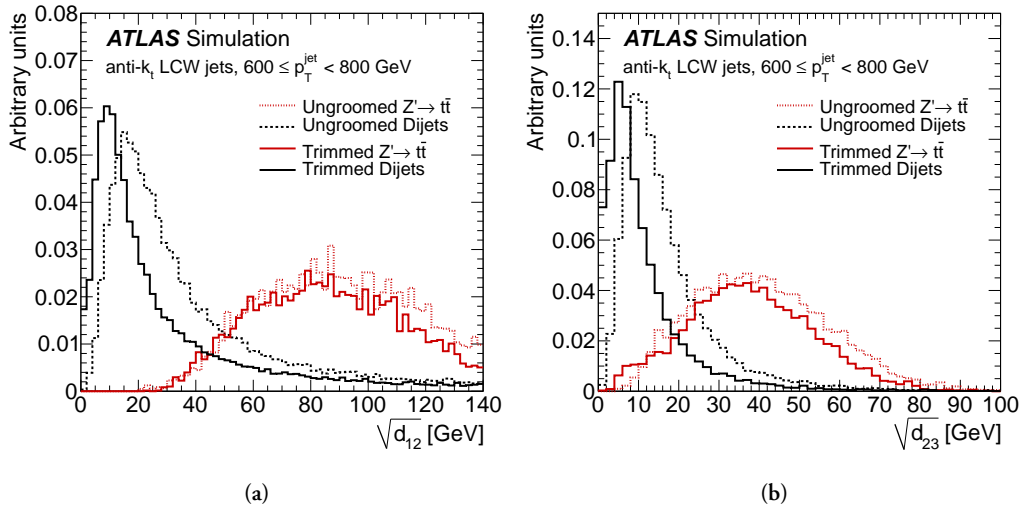 Arbitrary units
0.08
0.07
0.06
0.05
0.04
0.03
0.02
0.01
0
ATLAS Simulation
anti-kₜ LCW jets, 600 ≤ p_T^jet < 800 GeV
Ungroomed Z'→ tt̄
Ungroomed Dijets
Trimmed Z'→ tt̄
Trimmed Dijets
0 20 40 60 80 100 120 140
√d₁₂ [GeV]
(a)
Arbitrary units
0.14
0.12
0.1
0.08
0.06
0.04
0.02
0
ATLAS Simulation
anti-kₜ LCW jets, 600 ≤ p_T^jet < 800 GeV
Ungroomed Z'→ tt̄
Ungroomed Dijets
Trimmed Z'→ tt̄
Trimmed Dijets
0 10 20 30 40 50 60 70 80 90 100
√d₂₃ [GeV]
(b)